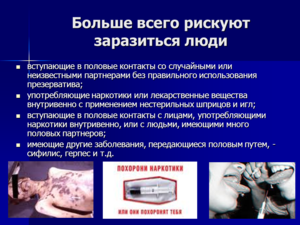 Больше всего рискуют
заразиться люди
вступающие в половые контакты со случайными или
неизвестными партнерами без правильного использования
презерватива;
употребляющие наркотики или лекарственные вещества
внутривенно с применением нестерильных шприцов и игл;
вступающие в половые контакты с лицами, употребляющими
наркотики внутривенно, или с людьми, имеющими много
половых партнеров;
имеющие другие заболевания, передающиеся половым путем, -
сифилис, герпес и т.д.
ПОХОРОНИ НАРКОТИКИ
ИЛИ ОНИ ПОХОРОНЯТ ТЕБЯ